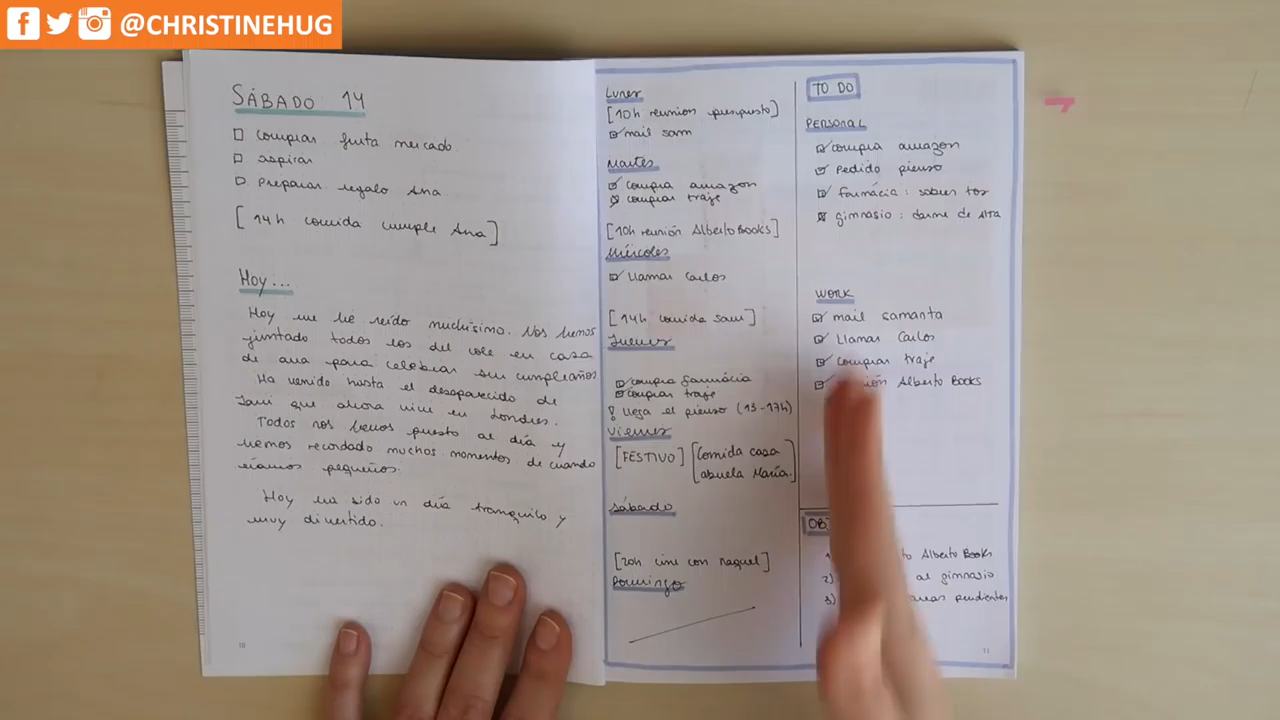 @CHRISTINEHUG
SÁBADO 14
comprar fruta mercado
aspirar
preparar regalo Ana
[14h comida cumple Ana]
Hoy...
Hoy me he reído muchísimo. Nos hemos
juntado todos los del cole en casa
de ana para celebrar su cumpleaños
Ha venido hasta el desaparecido de
Javi que ahora vive en Londres.
Todos nos hemos puesto al día y
hemos recordado muchos momentos de cuando
éramos pequeños.
Hoy ha sido un día tranquilo y
muy divertido.
10
Lunes
[10h reunión]
mail sam
Martes
compra amazon
comprar traje
[10h reunión Alberto Books]
Miércoles
Llamar Carlos
[14h comida sam]
Jueves
compra farmácia
comprar traje
! llega el pienso (13-17h)
Viernes
[FESTIVO] [Comida casa
abuela María.]
Sábado
[20h cine con raquel]
Domingo
TO DO
PERSONAL
compra amazon
Pedido pienso
farmácia: sobres tos
gimnasio: darme de alta
WORK
mail samanta
Llamar Carlos
comprar traje
Alberto Books
Alberto Books
2) al gimnasio
3) pendientes
11